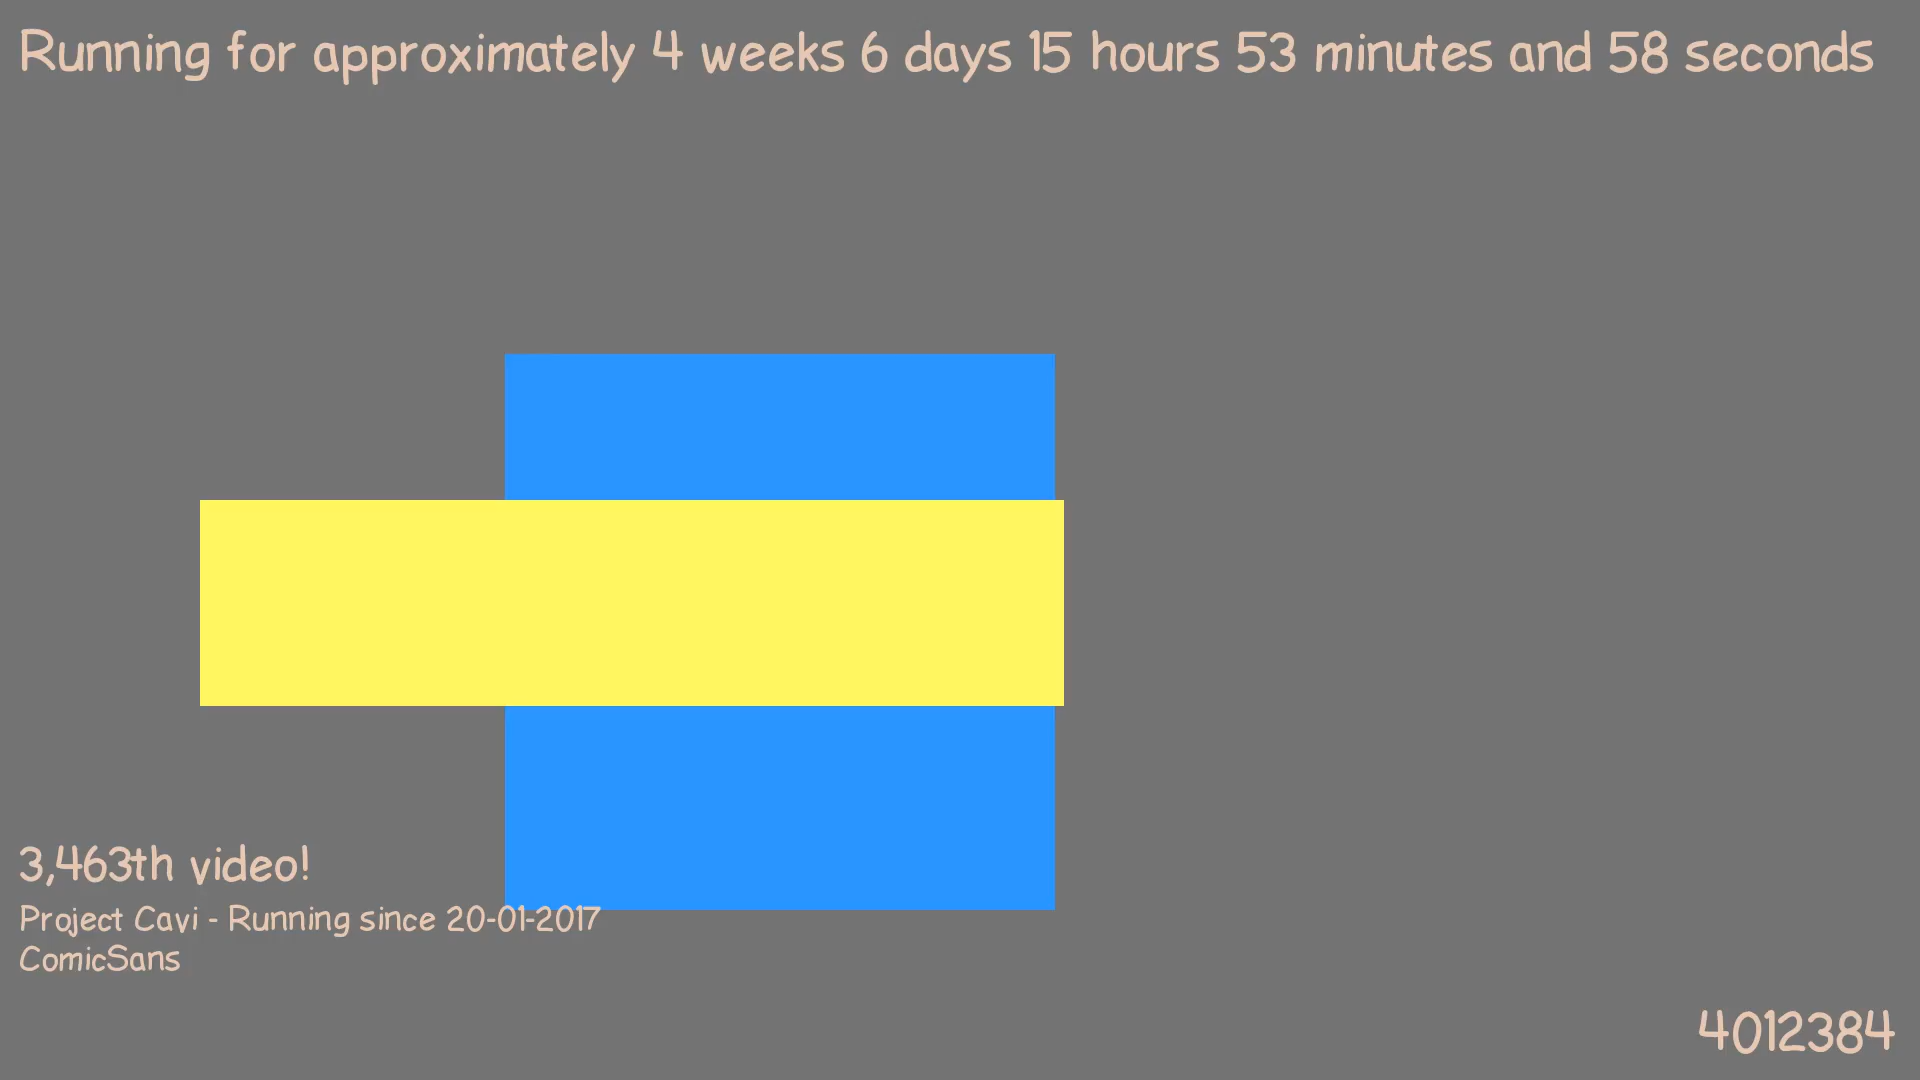 Running for approximately 4 weeks 6 days 15 hours 53 minutes and 58 seconds
3,463th video!
Project Cavi - Running since 20-01-2017
ComicSans
4012384